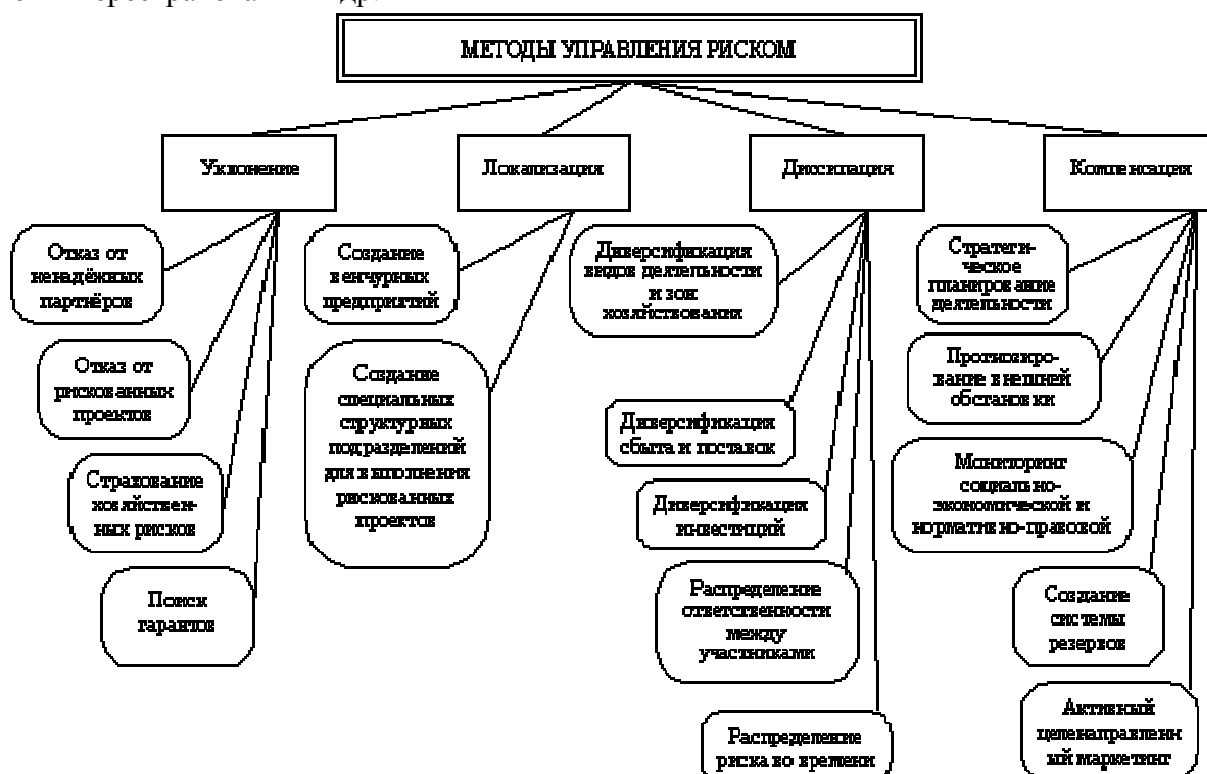 МЕТОДЫ УПРАВЛЕНИЯ РИСКОМ
Уклонение
Локализация
Диссипация
Компенсация
Отказ от
ненадёжных
партнёров
Отказ от
рискованных
проектов
Страхование
хозяйствен-
ных рисков
Поиск
гарантов
Создание
венчурных
предприятий
Создание
специальных
структурных
подразделений
для выполнения
рискованных
проектов
Диверсификация
видов деятельности
и зон
хозяйствования
Диверсификация
сбыта и поставок
Диверсификация
инвестиций
Распределение
ответственности
между
участниками
Распределение
риска во времени
Стратеги-
ческое
планирование
деятельности
Прогнозиро-
вание внешней
обстановки
Мониторинг
социально-
экономической и
нормативно-правовой
Создание
системы
резервов
Активный
целенаправленн
ый маркетинг